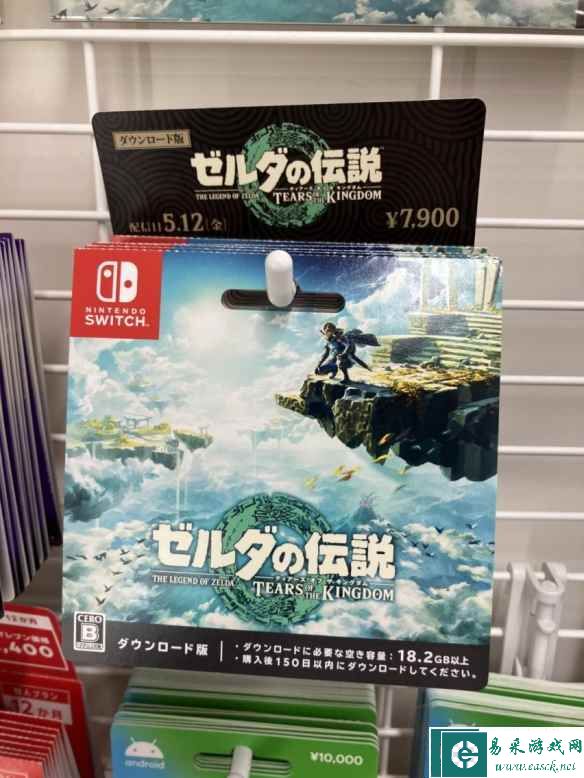 ダウンロード版
ゼルダの伝説
ティアーズ オブ ザ キングダム
THE LEGEND OF ZELDA TEARS OF THE KINGDOM
配信日5.12(金)
¥7,900
NINTENDO
SWITCH™
ゼルダの伝説
ティアーズ オブ ザ キングダム
THE LEGEND OF ZELDA TEARS OF THE KINGDOM
CERO
B
ダウンロード版
・ダウンロードに必要な空き容量:18.2GB以上
・購入後150日以内にダウンロードしてください。
,400
12か月
android
¥10,000
易采游戏网
www.easck.net